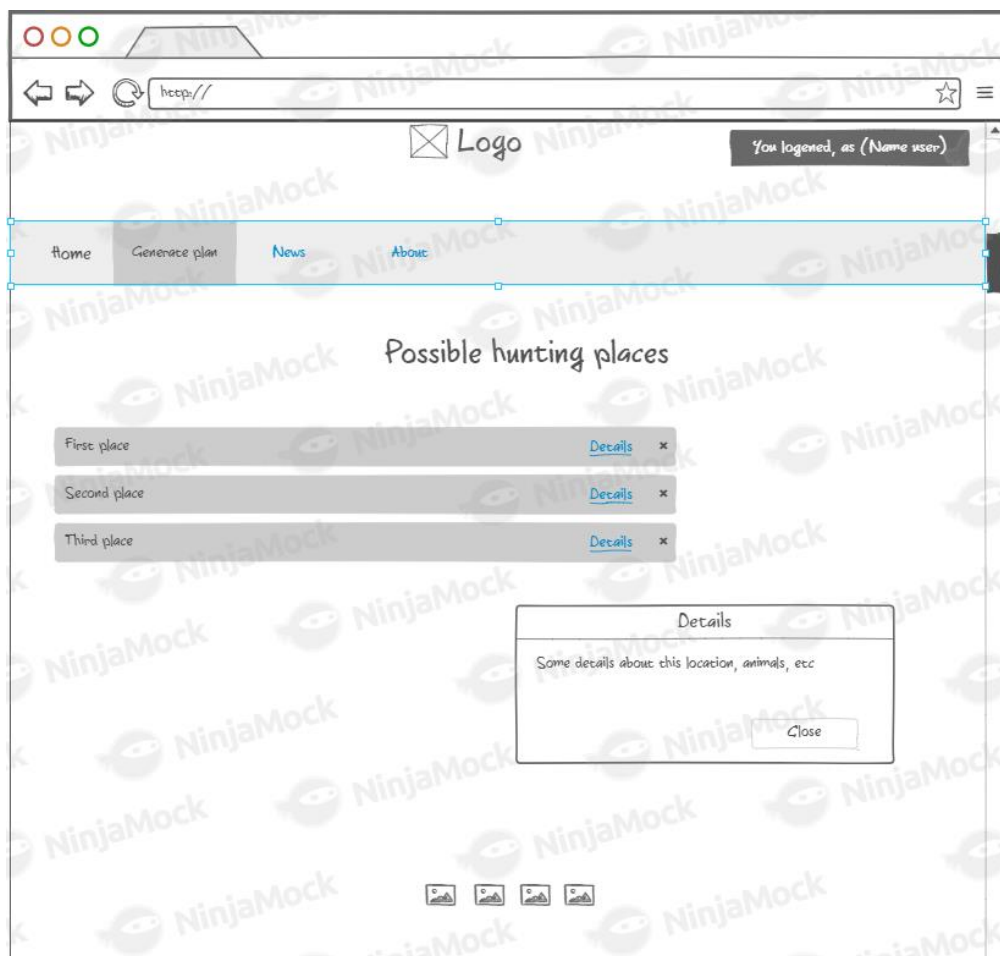 http://
Logo
You logened, as (Name user)
Home Generate plan News About
Possible hunting places
First place Details ×
Second place Details ×
Third place Details ×
Details
Some details about this location, animals, etc
Close
NinjaMock